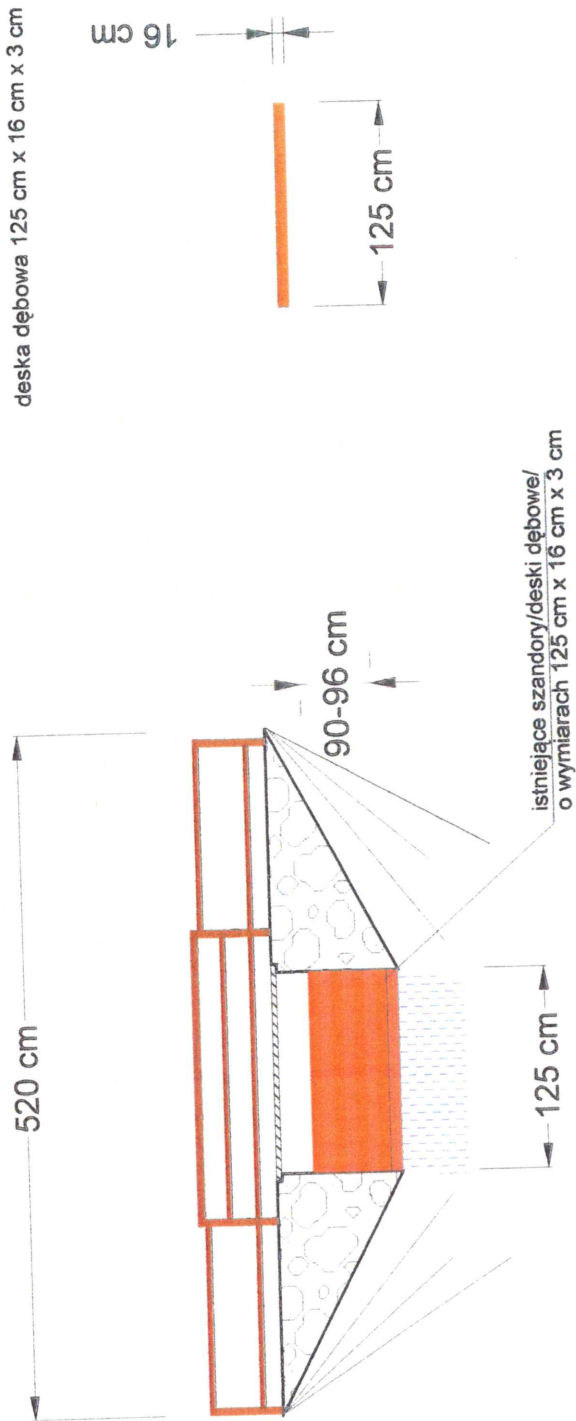 deska dębowa 125 cm x 16 cm x 3 cm
16 cm
125 cm
520 cm
90-96 cm
125 cm
istniejące szandory/deski dębowe/
o wymiarach 125 cm x 16 cm x 3 cm